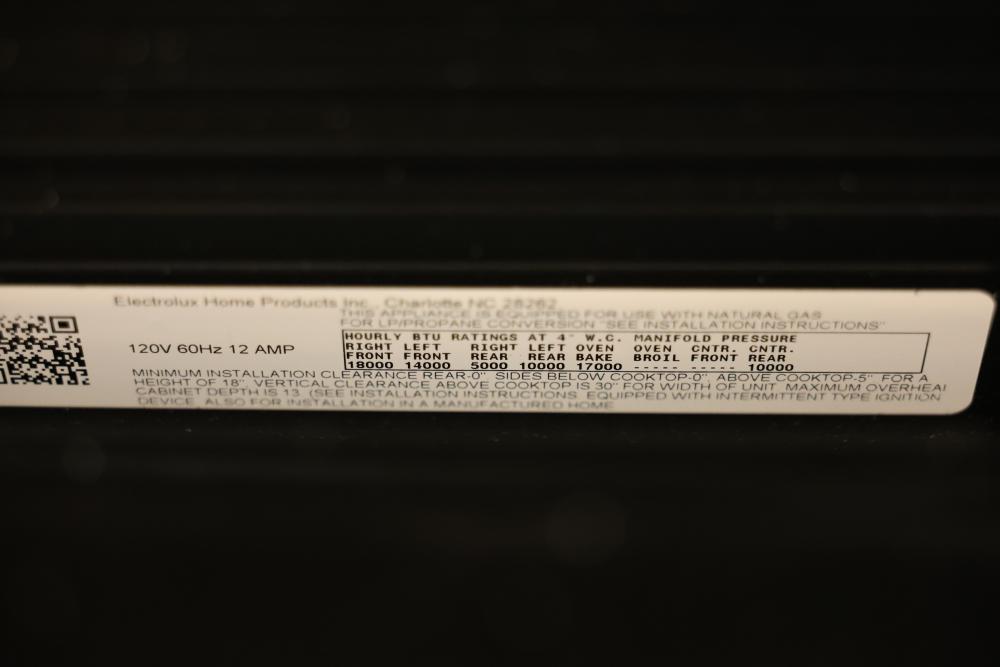 Electrolux Home Products Inc., Charlotte NC 28262
THIS APPLIANCE IS EQUIPPED FOR USE WITH NATURAL GAS
FOR LP/PROPANE CONVERSION "SEE INSTALLATION INSTRUCTIONS"
120V 60Hz 12 AMP
HOURLY BTU RATINGS AT 4" W.C. MANIFOLD PRESSURE
RIGHT LEFT RIGHT LEFT OVEN OVEN CNTR. CNTR.
FRONT FRONT REAR REAR BAKE BROIL FRONT REAR
18000 14000 5000 10000 17000 ----- ----- 10000
MINIMUM INSTALLATION CLEARANCE REAR-0" SIDES BELOW COOKTOP-0", ABOVE COOKTOP-5" FOR A
HEIGHT OF 18", VERTICAL CLEARANCE ABOVE COOKTOP IS 30" FOR WIDTH OF UNIT, MAXIMUM OVERHEA
CABINET DEPTH IS 13 (SEE INSTALLATION INSTRUCTIONS EQUIPPED WITH INTERMITTENT TYPE IGNITION
DEVICE, ALSO FOR INSTALLATION IN A MANUFACTURED HOME